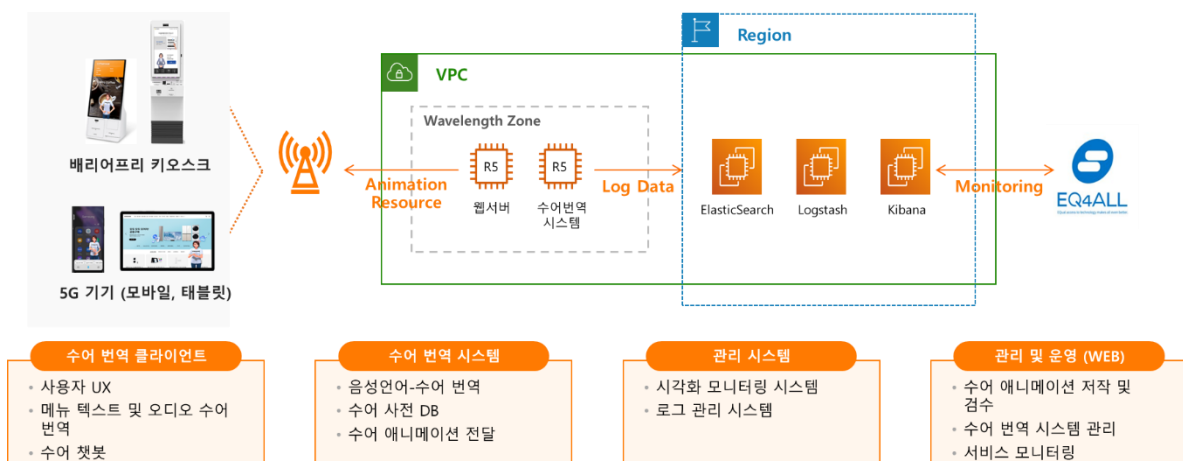 Region
VPC
Wavelength Zone
배리어프리 키오스크
R5
R5
Animation
Resource
Log Data
Monitoring
웹서버
수어번역
시스템
ElasticSearch
Logstash
Kibana
EQ4ALL
5G 기기 (모바일, 태블릿)
수어 번역 클라이언트
• 사용자 UX
• 메뉴 텍스트 및 오디오 수어
번역
• 수어 챗봇
수어 번역 시스템
• 음성언어-수어 번역
• 수어 사전 DB
• 수어 애니메이션 전달
관리 시스템
• 시각화 모니터링 시스템
• 로그 관리 시스템
관리 및 운영 (WEB)
• 수어 애니메이션 저작 및
검수
• 수어 번역 시스템 관리
• 서비스 모니터링